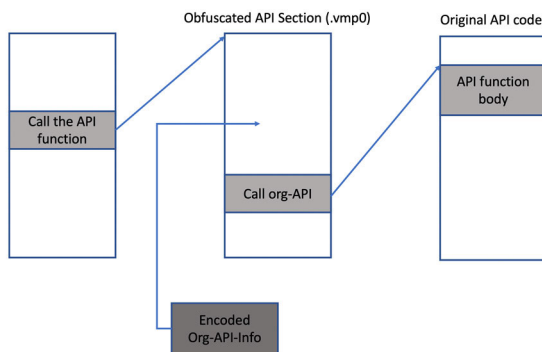 Obfuscated API Section (.vmp0)
Original API code
Call the API
function
API function
body
Call org-API
Encoded
Org-API-Info